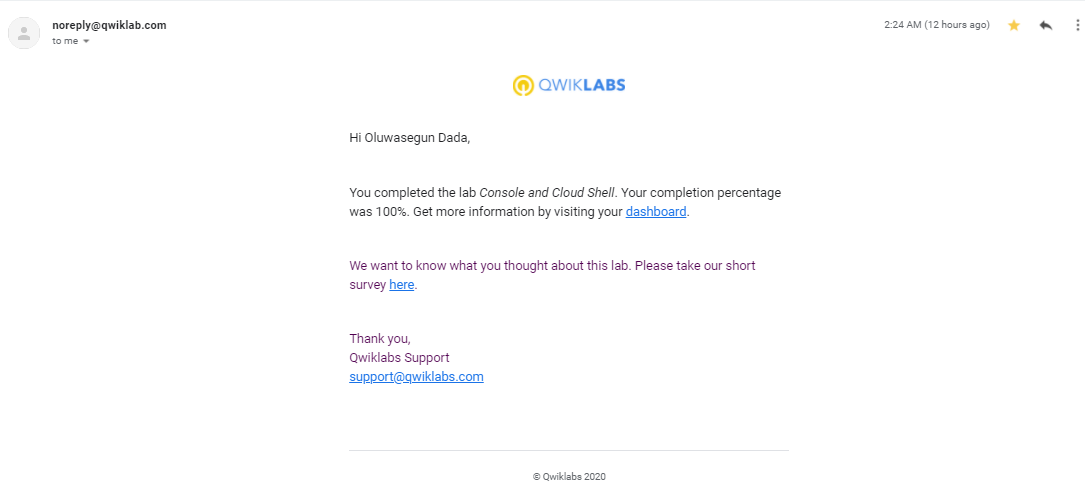 noreply@qwiklab.com
2:24 AM (12 hours ago)
to me
QWIKLABS
Hi Oluwasegun Dada,
You completed the lab Console and Cloud Shell. Your completion percentage
was 100%. Get more information by visiting your dashboard.
We want to know what you thought about this lab. Please take our short
survey here.
Thank you,
Qwiklabs Support
support@qwiklabs.com
© Qwiklabs 2020